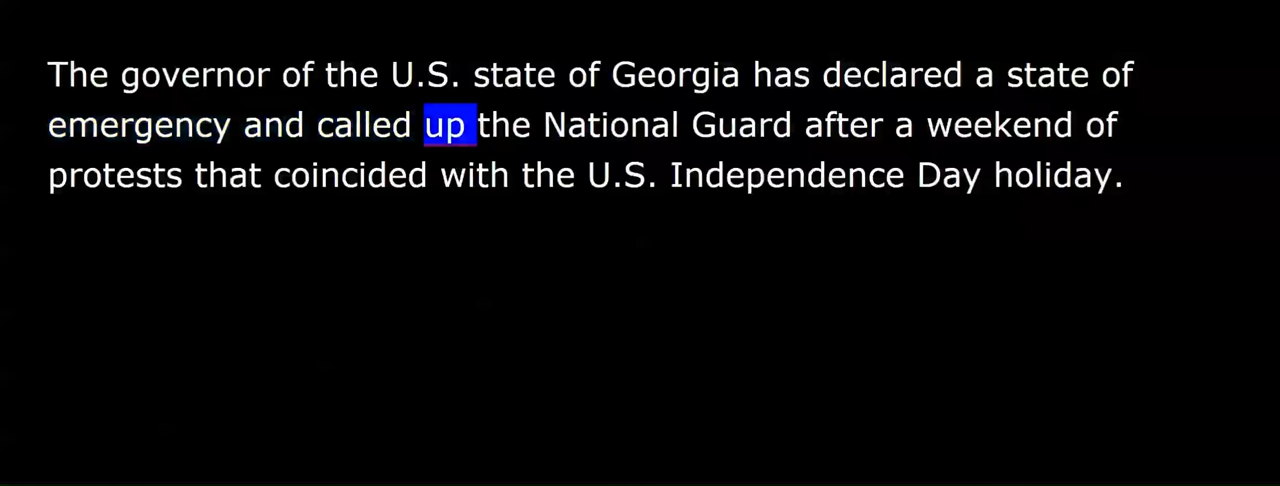 The governor of the U.S. state of Georgia has declared a state of
emergency and called up the National Guard after a weekend of
protests that coincided with the U.S. Independence Day holiday.